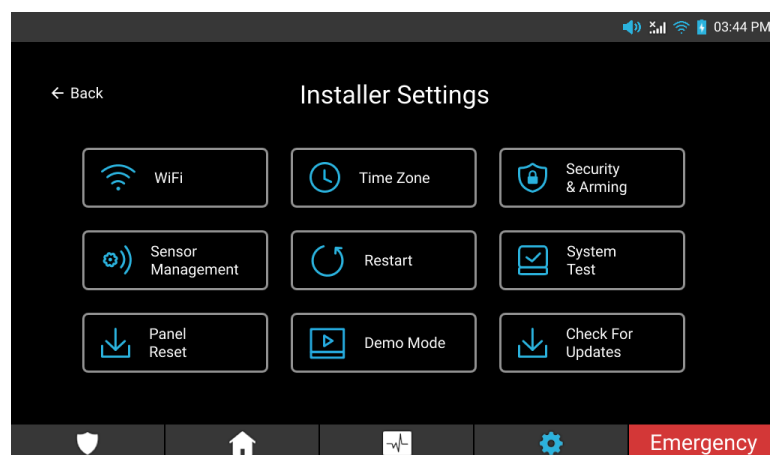 03:44 PM
Back
Installer Settings
WiFi
Time Zone
Security
& Arming
Sensor
Management
Restart
System
Test
Panel
Reset
Demo Mode
Check For
Updates
Emergency